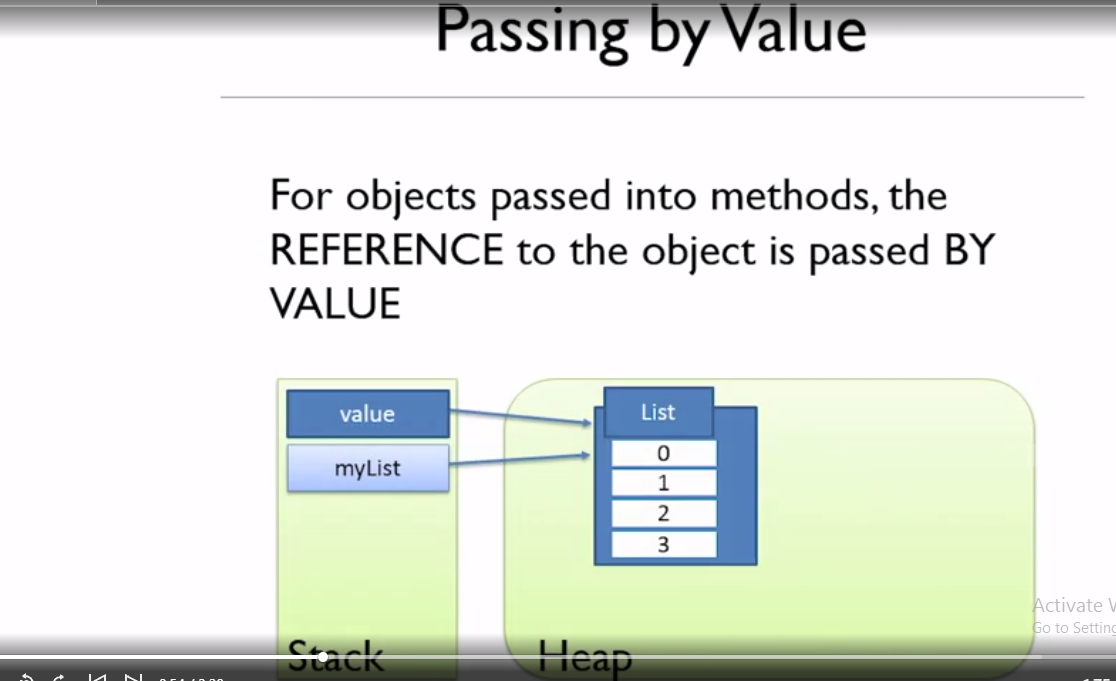 Passing by Value
For objects passed into methods, the
REFERENCE to the object is passed BY
VALUE
value
myList
List
0
1
2
3
Stack
Heap
Activate
Go to Setting